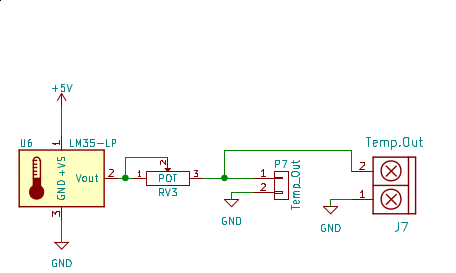 +5V
U6
LM35-LP
1
GND +VS
Vout
2
3
GND
2
1
POT
3
RV3
P7
1
2
Temp_Out
GND
Temp.Out
2
1
GND
J7